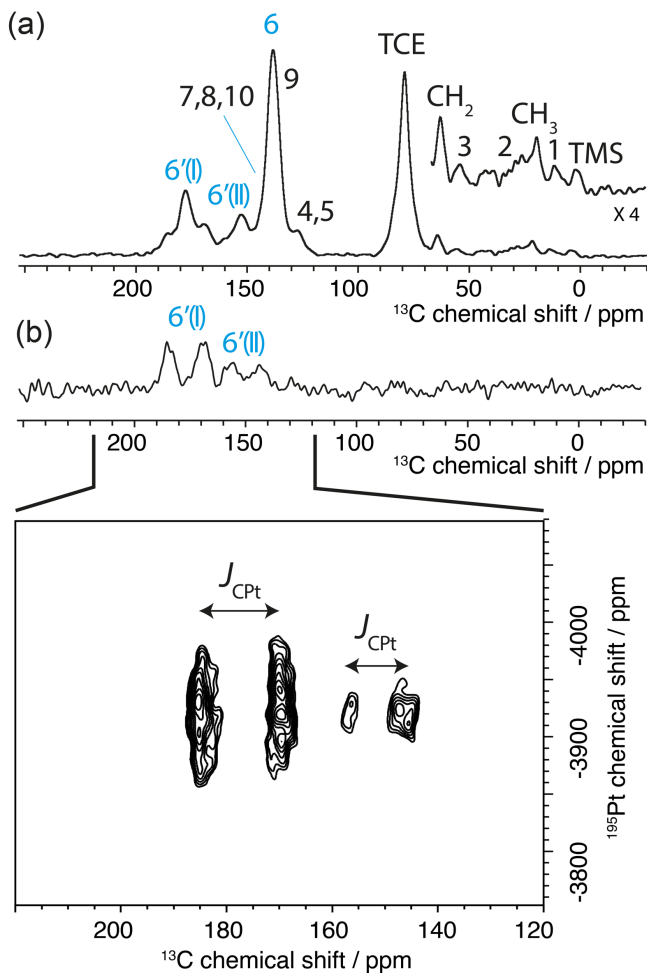 (a)
6
TCE
9
7,8,10
CH2
CH3
3
2
1
TMS
6'(I)
6'(II)
4,5
X 4
200
150
100
50
0
13C chemical shift / ppm
(b)
6'(I)
6'(II)
200
150
100
50
0
13C chemical shift / ppm
JCPt
JCPt
-4000
-3900
-3800
195Pt chemical shift / ppm
200
180
160
140
120
13C chemical shift / ppm